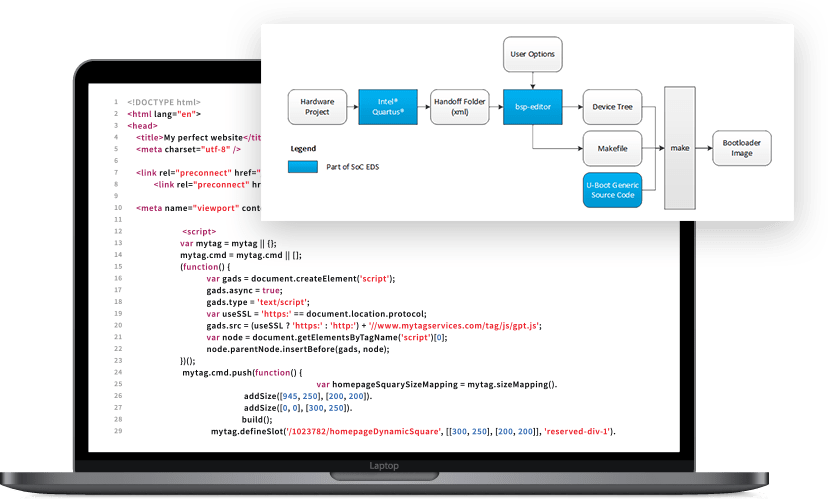 User Options
Hardware
Project
Intel®
Quartus®
Handoff Folder
(xml)
bsp-editor
Device Tree
Legend
Part of SoC EDS
Makefile
make
Bootloader
Image
U-Boot Generic
Source Code
1 <!DOCTYPE html>
2 <html lang="en">
3 <head>
4 <title>My perfect website</tit
5 <meta charset="utf-8" />
6
7 <link rel="preconnect" href="
8 <link rel="preconnect" hr
9
10 <meta name="viewport" cont
11
12 <script>
13 var mytag = mytag || {};
14 mytag.cmd = mytag.cmd || [];
15 (function() {
16 var gads = document.createElement('script');
17 gads.async = true;
18 gads.type = 'text/script';
19 var useSSL = 'https:' == document.location.protocol;
20 gads.src = (useSSL ? 'https:' : 'http:') + '//www.mytagservices.com/tag/js/gpt.js';
21 var node = document.getElementsByTagName('script')[0];
22 node.parentNode.insertBefore(gads, node);
23 })();
24 mytag.cmd.push(function() {
25 var homepageSquarySizeMapping = mytag.sizeMapping().
26 addSize([945, 250], [200, 200]).
27 addSize([0, 0], [300, 250]).
28 build();
29 mytag.defineSlot('/1023782/homepageDynamicSquare', [[300, 250], [200, 200]], 'reserved-div-1').
Laptop